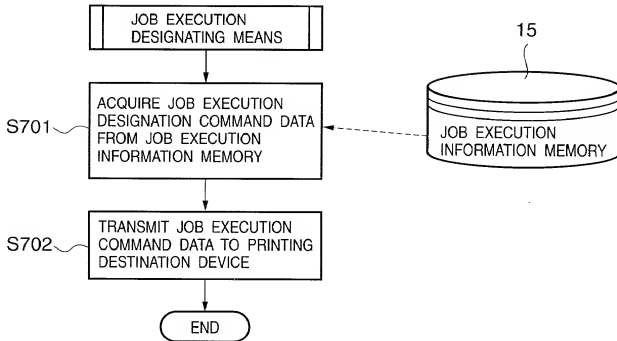 JOB EXECUTION
DESIGNATING MEANS
15
S701
ACQUIRE JOB EXECUTION
DESIGNATION COMMAND DATA
FROM JOB EXECUTION
INFORMATION MEMORY
JOB EXECUTION
INFORMATION MEMORY
S702
TRANSMIT JOB EXECUTION
COMMAND DATA TO PRINTING
DESTINATION DEVICE
END